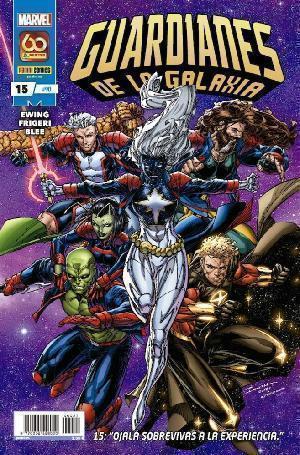 MARVEL
60
PANINI COMICS
15
EWING
FRIGERI
BLEE
GUARDIANES
DE LA GALAXIA
15: "OJALÁ SOBREVIVAS A LA EXPERIENCIA."